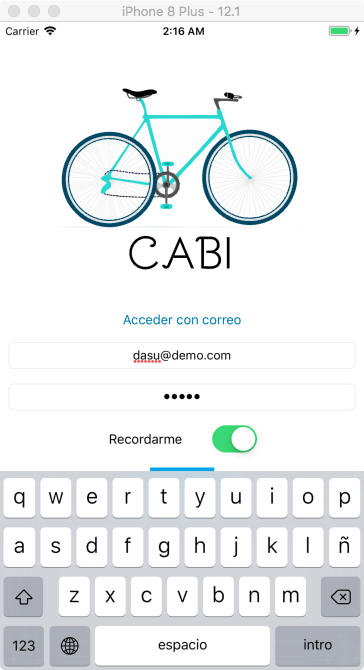 iPhone 8 Plus - 12.1
Carrier 2:16 AM
CABI
Acceder con correo
dasu@demo.com
•••••
Recordarme
q w e r t y u i o p
a s d f g h j k l ñ
z x c v b n m
123 espacio intro